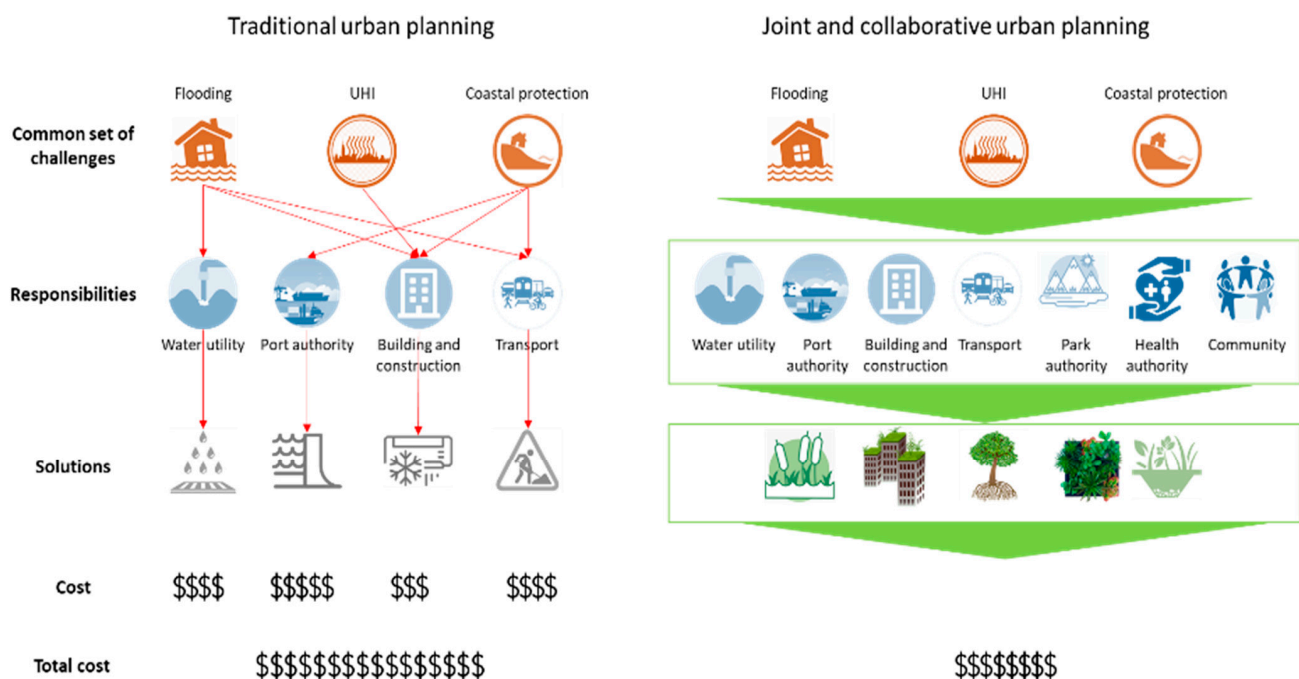 Traditional urban planning
Joint and collaborative urban planning
Flooding
UHI
Coastal protection
Flooding
UHI
Coastal protection
Common set of
challenges
Responsibilities
Water utility
Port authority
Building and
construction
Transport
Water utility
Port
authority
Building and
construction
Transport
Park
authority
Health
authority
Community
Solutions
Cost
$$$$
$$$$$
$$$
$$$$
Total cost
$$$$$$$$$$$$$$$$
$$$$$$$$